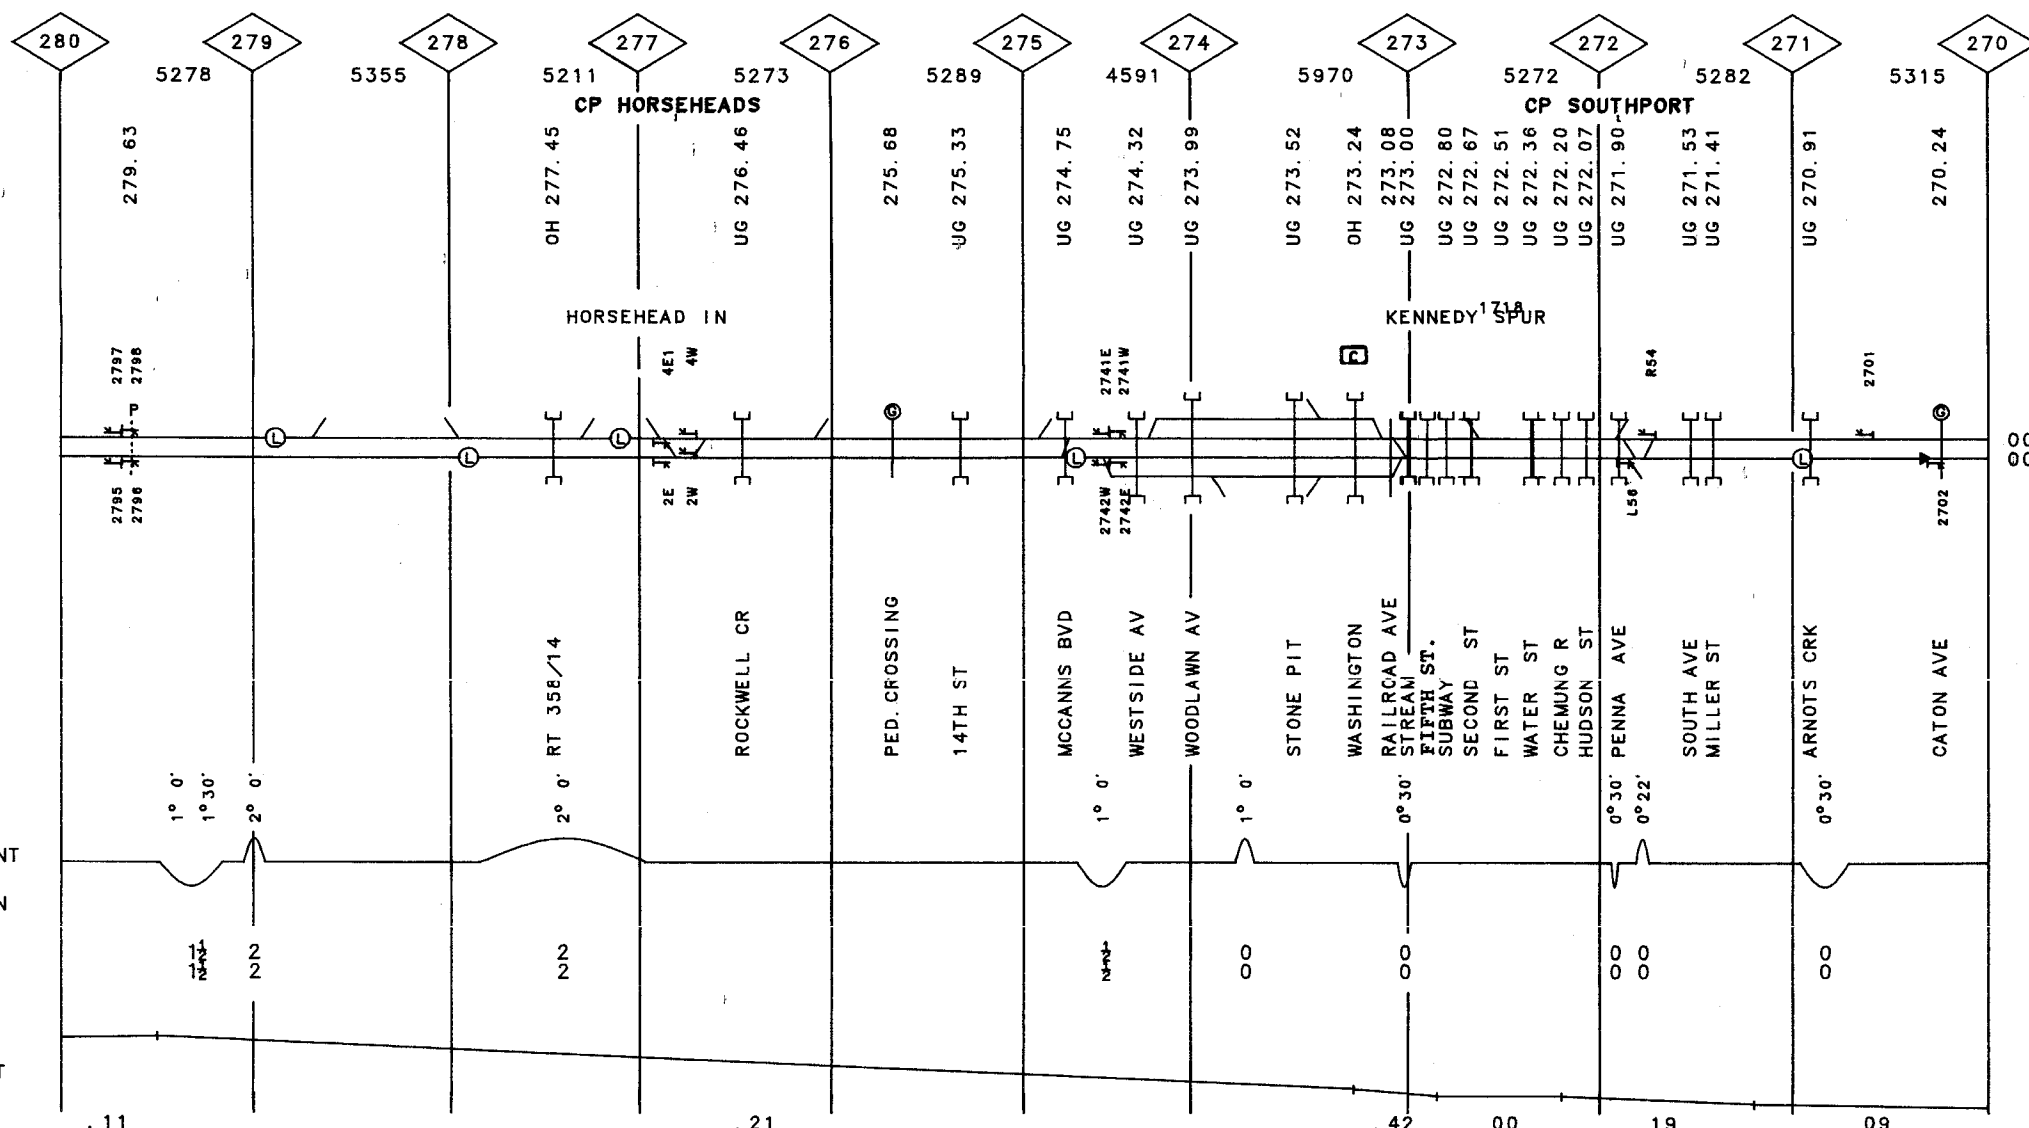 280 279 278 277 276 275 274 273 272 271 270
5278 5355 5211 5273 5289 4591 5970 5272 5282 5315
CP HORSEHEADS CP SOUTHPORT
279.63
OH 277.45
UG 276.46
275.68
UG 275.33
UG 274.75
UG 274.32
UG 273.99
UG 273.52
OH 273.24
273.08
UG 273.00
UG 272.80
UG 272.67
UG 272.51
UG 272.36
UG 272.20
UG 272.07
UG 271.90
UG 271.53
UG 271.41
UG 270.91
270.24
HORSEHEAD IN KENNEDY SPUR 1718
2797
2798
4E1
4W
2741E
2741W
R54
2701
P
G
G
L
L
L
L
L
00
00
2795
2796
2E
2W
2742W
2742E
L56
2702
RT 358/14
ROCKWELL CR
PED.CROSSING
14TH ST
MCCANNS BVD
WESTSIDE AV
WOODLAWN AV
STONE PIT
WASHINGTON
RAILROAD AVE
STREAM
FIFTH ST.
SUBWAY
SECOND ST
FIRST ST
WATER ST
CHEMUNG R
HUDSON ST
PENNA AVE
SOUTH AVE
MILLER ST
ARNOTS CRK
CATON AVE
1° 0'
1°30'
2° 0'
2° 0'
1° 0'
1° 0'
0°30'
0°30'
0°22'
0°30'
NT
N
2 2 0 0 0 0 0
2 2 0 0 0 0 0
T
.11 .21 .42 .00 .19 .09